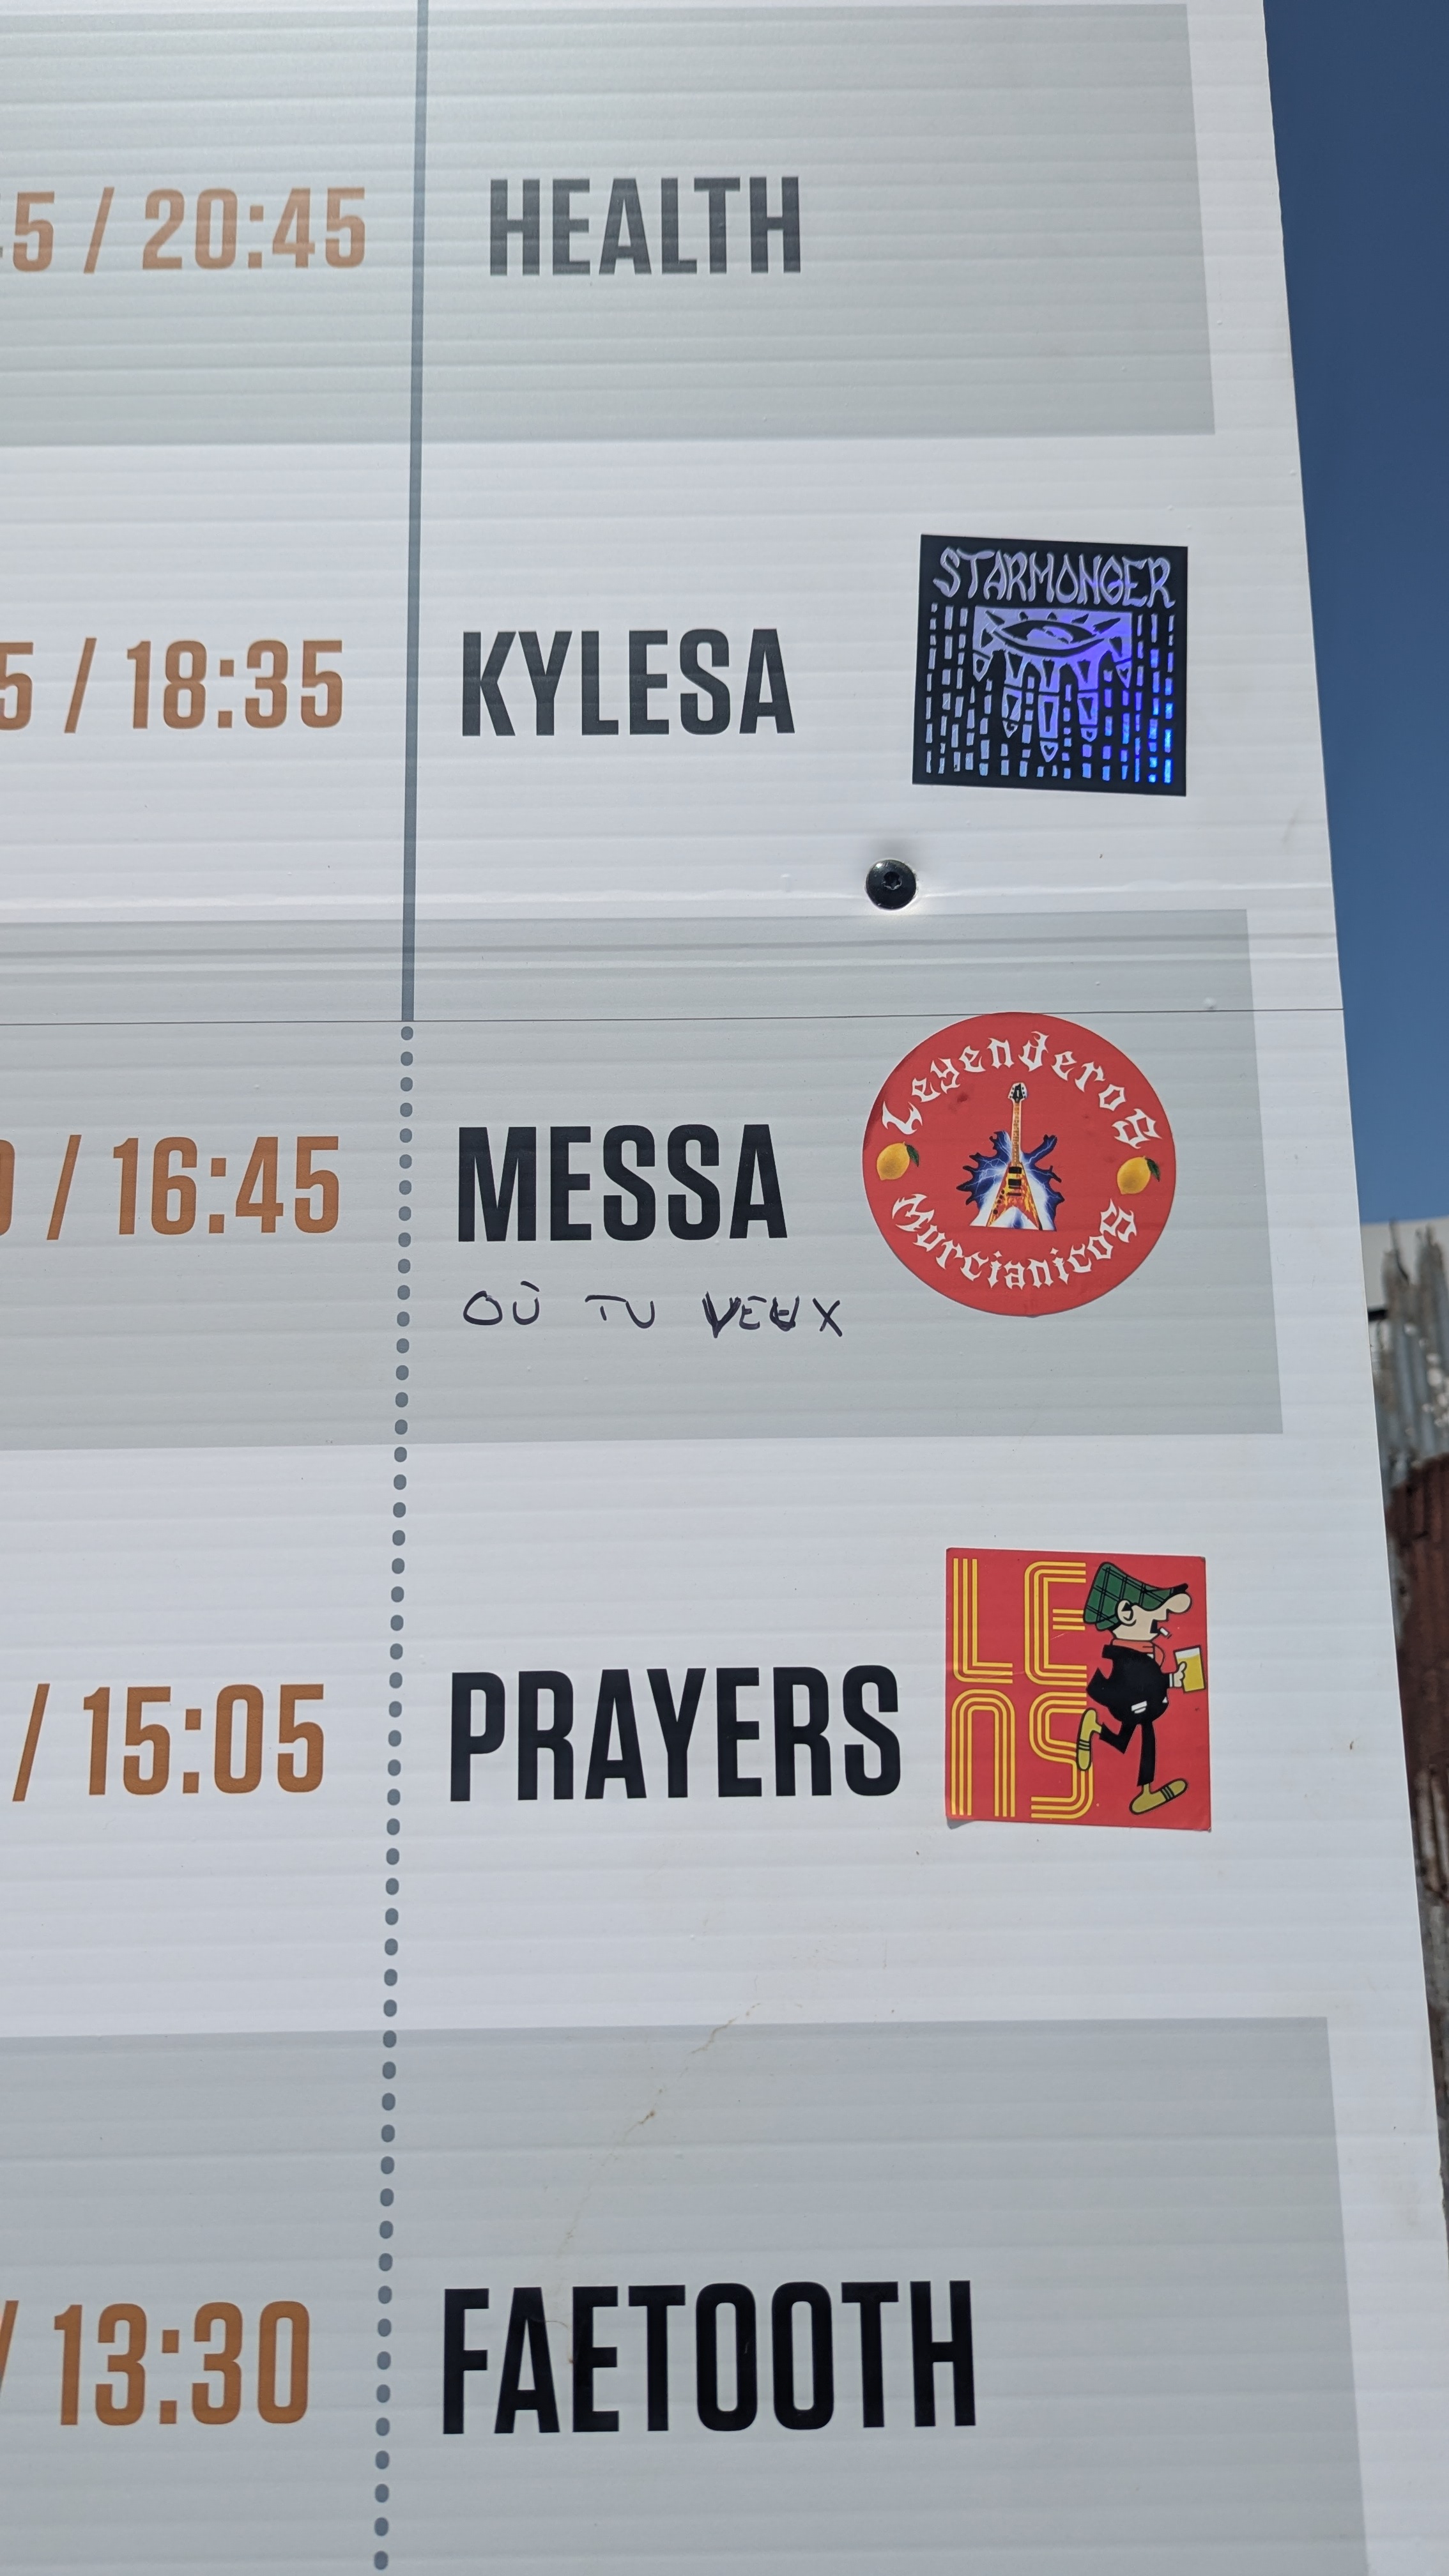 5 / 20:45 HEALTH
STARMONGER
5 / 18:35 KYLESA
Leyenderos
/ 16:45 MESSA
Murcianicos
OÙ TU VEUX
LE
NS
/ 15:05 PRAYERS
/ 13:30 FAETOOTH